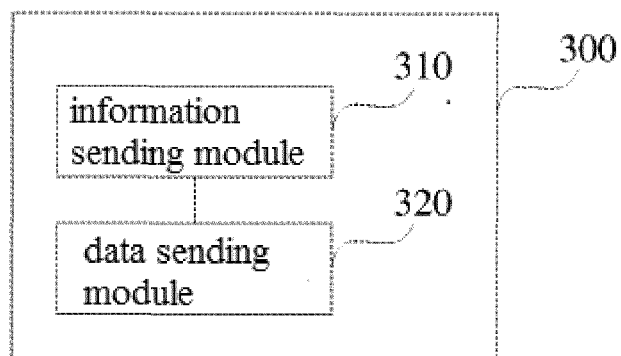 300
310
information
sending module
320
data sending
module